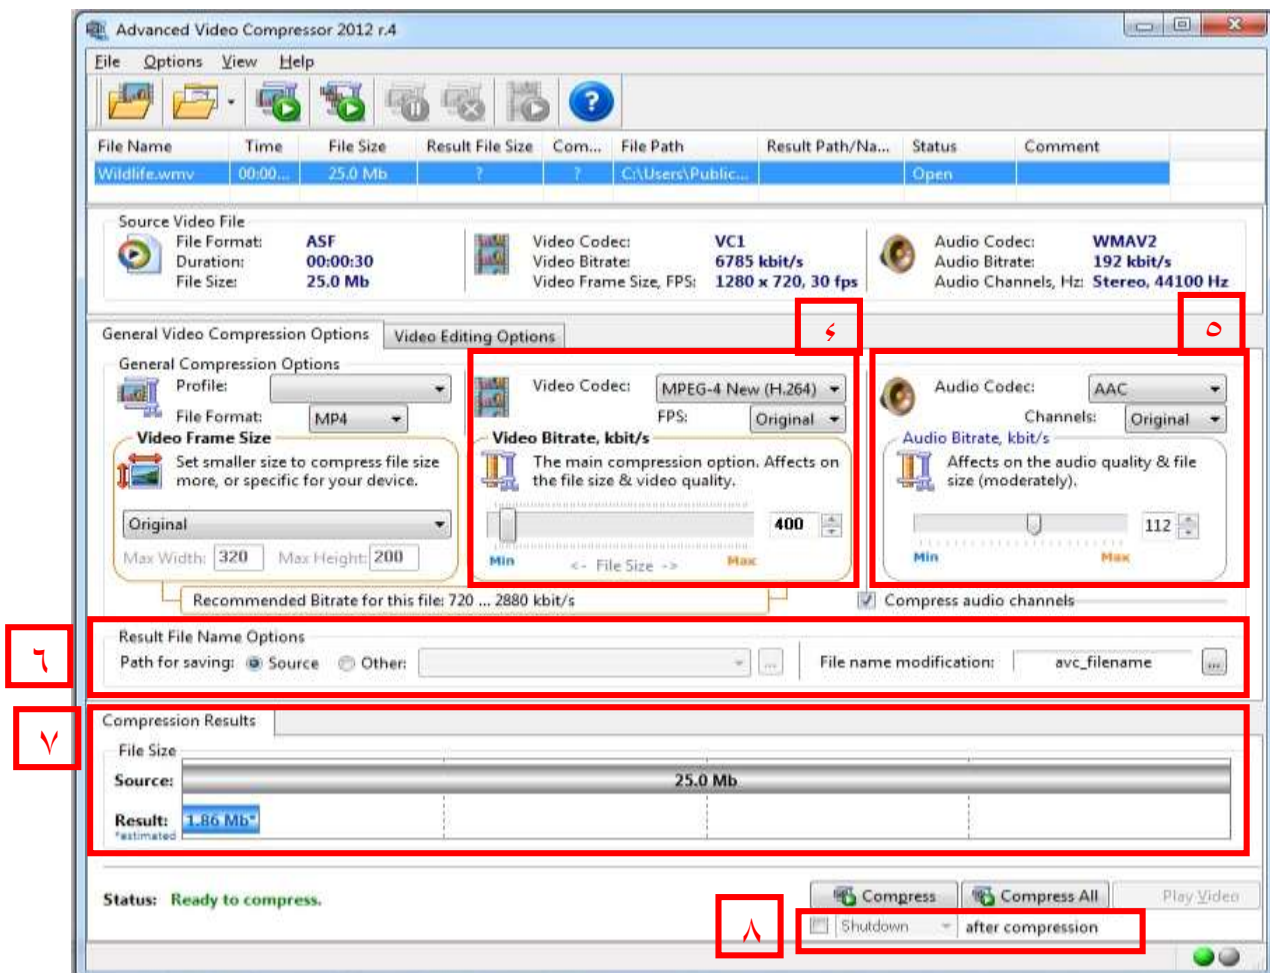 Advanced Video Compressor 2012 r.4
File Options View Help
File Name Time File Size Result File Size Com... File Path Result Path/Na... Status Comment
Wildlife.wmv 00:00... 25.0 Mb ? ? C:\Users\Public... Open
Source Video File
File Format: ASF Video Codec: VC1 Audio Codec: WMAV2
Duration: 00:00:30 Video Bitrate: 6785 kbit/s Audio Bitrate: 192 kbit/s
File Size: 25.0 Mb Video Frame Size, FPS: 1280 x 720, 30 fps Audio Channels, Hz: Stereo, 44100 Hz
۶ ٥
General Video Compression Options Video Editing Options
General Compression Options
Profile: Video Codec: MPEG-4 New (H.264) Audio Codec: AAC
File Format: MP4 FPS: Original Channels: Original
Video Frame Size Video Bitrate, kbit/s Audio Bitrate, kbit/s
Set smaller size to compress file size The main compression option. Affects on Affects on the audio quality & file
more, or specific for your device. the file size & video quality. size (moderately).
Original 400 112
Max Width: 320 Max Height: 200 Min <- File Size -> Max Min Max
Recommended Bitrate for this file: 720 ... 2880 kbit/s Compress audio channels
٦
Result File Name Options
Path for saving: Source Other: ... File name modification: avc_filename ...
٧
Compression Results
File Size
Source: 25.0 Mb
Result: 1.86 Mb*
*estimated
Status: Ready to compress. Compress Compress All Play Video
٨ Shutdown after compression